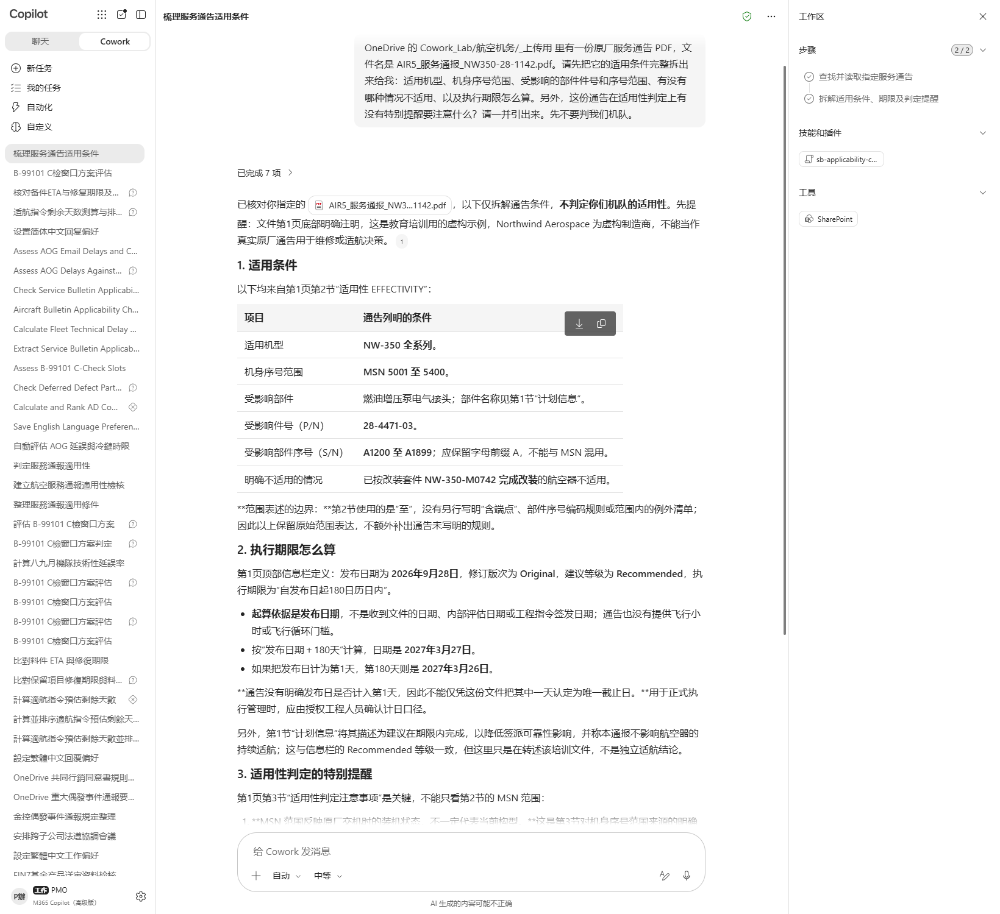 Copilot
聊天
Cowork
新任务
我的任务
自动化
自定义
梳理服务通告适用条件
B-99101 C检窗口方案评估
核对备件ETA与修复期限及...
适航指令剩余天数测算与排...
设置简体中文回复偏好
Assess AOG Email Delays and C...
Assess AOG Delays Against...
Check Service Bulletin Applicabi...
Aircraft Bulletin Applicability Ch...
Calculate Fleet Technical Delay ...
Extract Service Bulletin Applicab...
Assess B-99101 C-Check Slots
Check Deferred Defect Part...
Calculate and Rank AD Co...
Save English Language Preferen...
自動評估 AOG 延誤與冷鏈時限
判定服務通報適用性
建立航空服務通報適用性檢核
整理服務通報適用條件
評估 B-99101 C檢窗口方案
B-99101 C檢窗口方案判定
計算八九月機隊技術性延誤率
B-99101 C檢窗口方案評估
B-99101 C檢窗口方案評估
B-99101 C檢窗口方案評估
B-99101 C檢窗口方案評估
比對料件 ETA 與修復期限
比對保留項目修復期限與料...
計算適航指令預估剩餘天數
計算並排序適航指令預估剩餘天...
計算適航指令預估剩餘天數並排...
設定繁體中文回覆偏好
OneDrive 共同行銷同意書規則...
OneDrive 重大偶發事件通報要...
金控偶發事件通報規定整理
安排跨子公司法遵協調會議
設定繁體中文工作偏好
FIN7基金产品送审资料检核
P辦
工作 PMO
M365 Copilot（高级版）
梳理服务通告适用条件
OneDrive 的 Cowork_Lab/航空机务/_上传用 里有一份原厂服务通告 PDF，文
件名是 AIR5_服务通报_NW350-28-1142.pdf。请先把它的适用条件完整拆出
来给我：适用机型、机身序号范围、受影响的部件件号和序号范围、有没有
哪种情况不适用、以及执行期限怎么算。另外，这份通告在适用性判定上有
没有特别提醒要注意什么？请一并引出来。先不要判我们机队。
已完成 7 项
已核对你指定的 AIR5_服务通报_NW3...1142.pdf，以下仅拆解通告条件，不判定你们机队的适用性。先提
醒：文件第1页底部明确注明，这是教育培训用的虚构示例，Northwind Aerospace 为虚构制造商，不能当作
真实原厂通告用于维修或适航决策。 1
1. 适用条件
以下均来自第1页第2节“适用性 EFFECTIVITY”：
项目 通告列明的条件
适用机型 NW-350 全系列。
机身序号范围 MSN 5001 至 5400。
受影响部件 燃油增压泵电气接头；部件名称见第1节“计划信息”。
受影响件号（P/N） 28-4471-03。
受影响部件序号（S/N） A1200 至 A1899；应保留字母前缀 A，不能与 MSN 混用。
明确不适用的情况 已按改装套件 NW-350-M0742 完成改装的航空器不适用。
**范围表述的边界：**第2节使用的是“至”，没有另行写明“含端点”、部件序号编码规则或范围内的例外清单；
因此以上保留原始范围表达，不额外补出通告未写明的规则。
2. 执行期限怎么算
第1页顶部信息栏定义：发布日期为 2026年9月28日，修订版次为 Original，建议等级为 Recommended，执
行期限为“自发布日起180日历日内”。
• 起算依据是发布日期，不是收到文件的日期、内部评估日期或工程指令签发日期；通告也没有提供飞行小
时或飞行循环门槛。
• 按“发布日期 + 180天”计算，日期是 2027年3月27日。
• 如果把发布日计为第1天，第180天则是 2027年3月26日。
**通告没有明确发布日是否计入第1天，因此不能仅凭这份文件把其中一天认定为唯一截止日。**用于正式执
行管理时，应由授权工程人员确认计日口径。
另外，第1节“计划信息”将其描述为建议在期限内完成，以降低签派可靠性影响，并称本通报不影响航空器的
持续适航；这与信息栏的 Recommended 等级一致，但这里只是在转述该培训文件，不是独立适航结论。
3. 适用性判定的特别提醒
第1页第3节“适用性判定注意事项”是关键，不能只看第2节的 MSN 范围：
1. **MSN 范围反映原厂交机时的装机状态，不一定代表当前构型。**这是第3节对机身序号范围来源的明确
给 Cowork 发消息
自动
中等
AI 生成的内容可能不正确
工作区
步骤
2 / 2
查找并读取指定服务通告
拆解适用条件、期限及判定提醒
技能和插件
sb-applicability-c...
工具
SharePoint